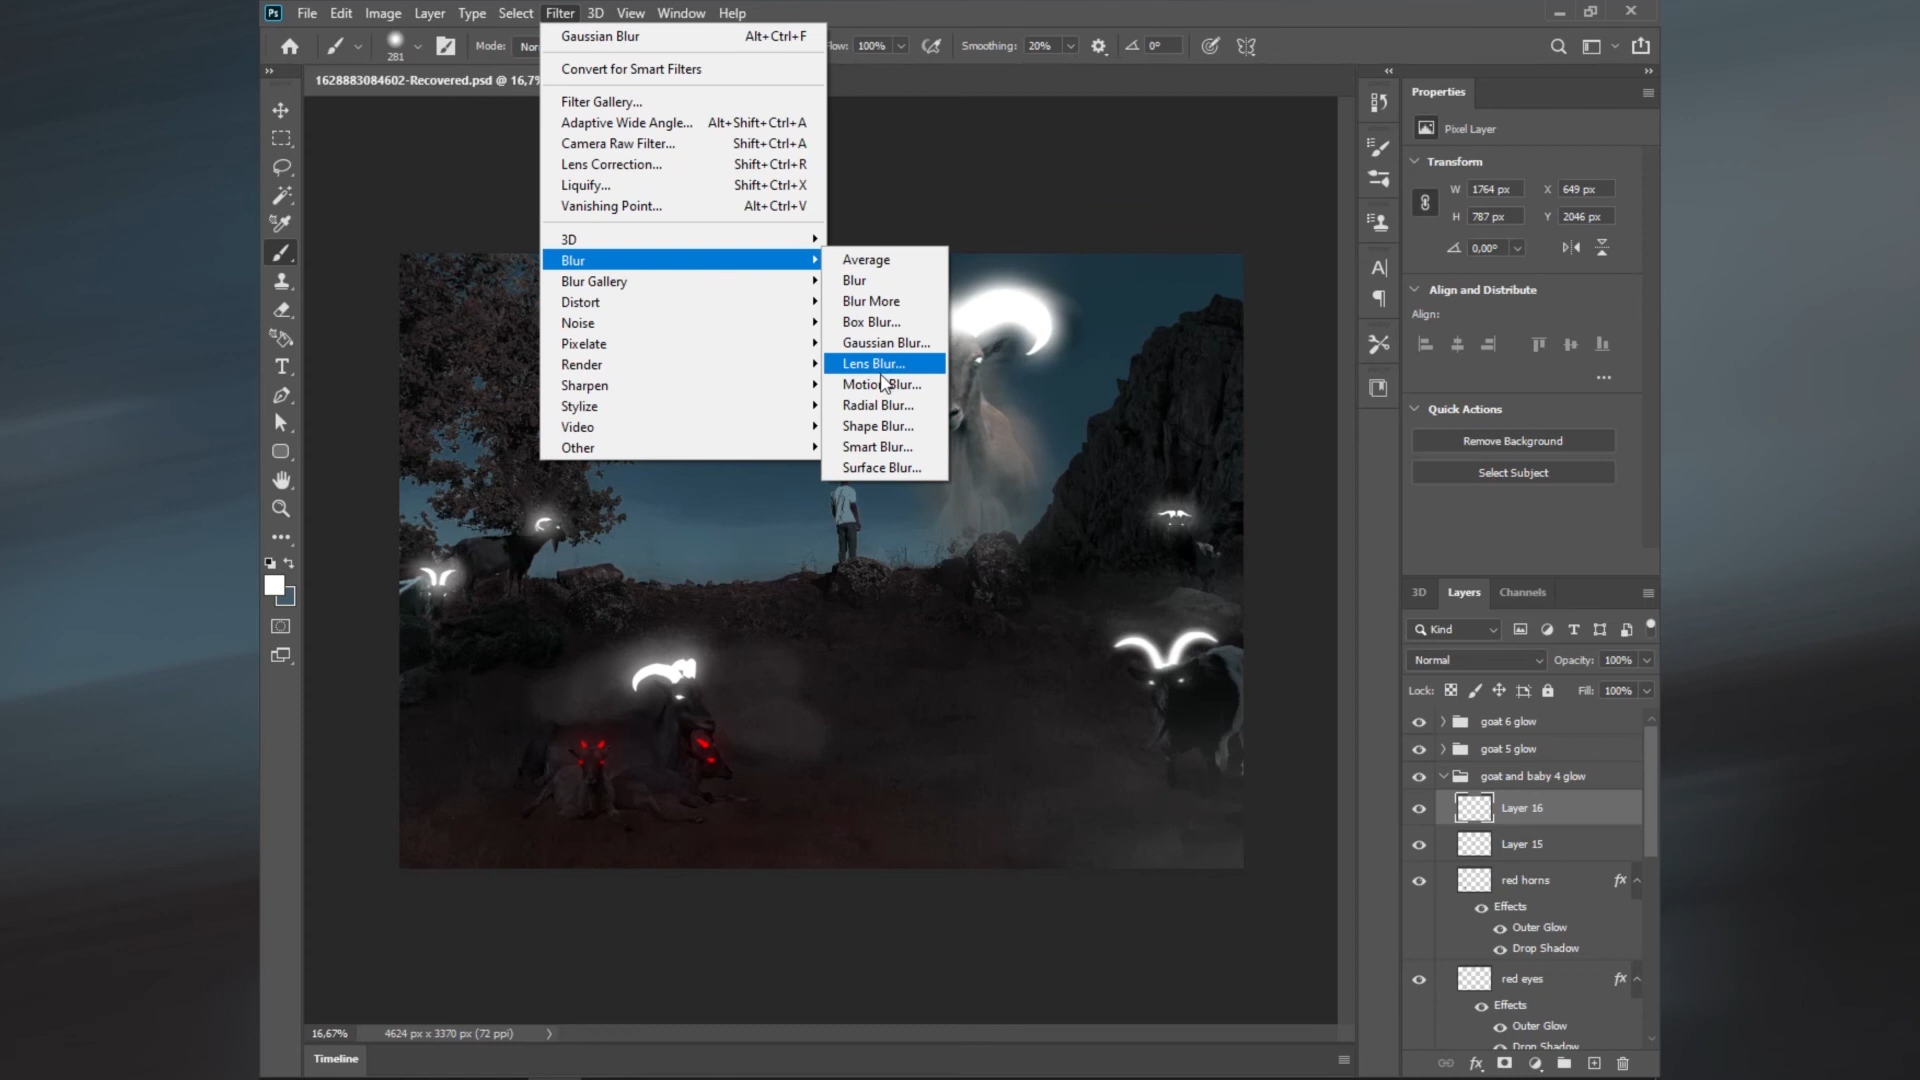 Ps File Edit Image Layer Type Select Filter 3D View Window Help
281 Mode: Flow: 100% Smoothing: 20% 0°
1628883084602-Recovered.psd @ 16,7%
Gaussian Blur Alt+Ctrl+F
Convert for Smart Filters
Filter Gallery...
Adaptive Wide Angle... Alt+Shift+Ctrl+A
Camera Raw Filter... Shift+Ctrl+A
Lens Correction... Shift+Ctrl+R
Liquify... Shift+Ctrl+X
Vanishing Point... Alt+Ctrl+V
3D
Blur
Blur Gallery
Distort
Noise
Pixelate
Render
Sharpen
Stylize
Video
Other
Average
Blur
Blur More
Box Blur...
Gaussian Blur...
Lens Blur...
Motion Blur...
Radial Blur...
Shape Blur...
Smart Blur...
Surface Blur...
Properties
Pixel Layer
Transform
W 1764 px X 649 px
H 787 px Y 2046 px
0,00°
Align and Distribute
Align:
Quick Actions
Remove Background
Select Subject
3D Layers Channels
Kind
Normal Opacity: 100%
Lock: Fill: 100%
goat 6 glow
goat 5 glow
goat and baby 4 glow
Layer 16
Layer 15
red horns fx
Effects
Outer Glow
Drop Shadow
red eyes fx
Effects
Outer Glow
Drop Shadow
16,67% 4624 px x 3370 px (72 ppi)
Timeline